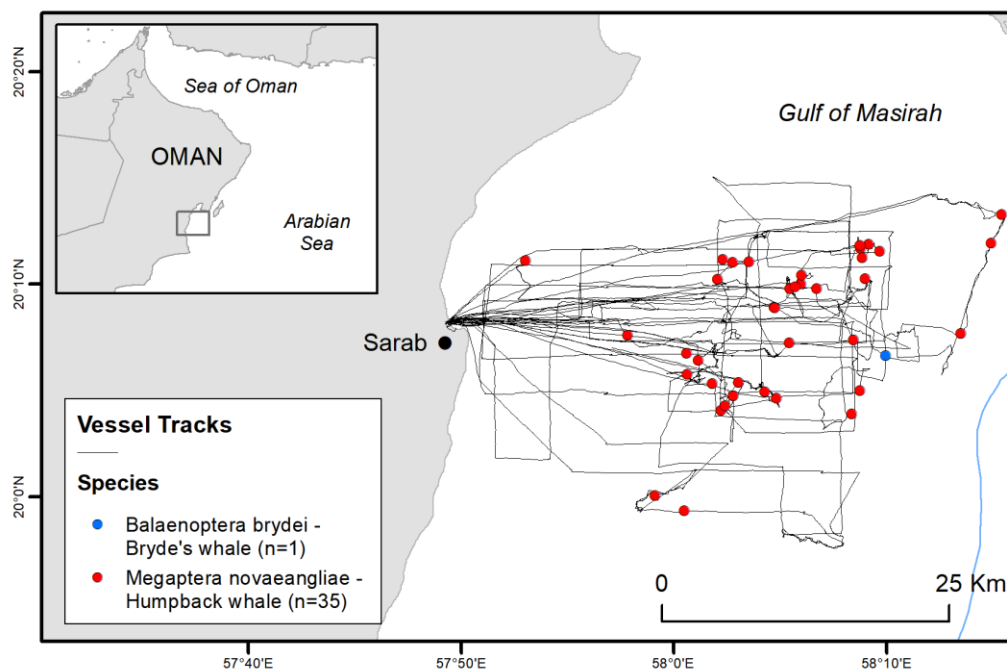 Sea of Oman
OMAN
Arabian
Sea
Gulf of Masirah
Sarab
Vessel Tracks
Species
Balaenoptera brydei -
Bryde's whale (n=1)
Megaptera novaeangliae -
Humpback whale (n=35)
0 25 Km
20°20'N
20°10'N
20°0'N
57°40'E 57°50'E 58°0'E 58°10'E